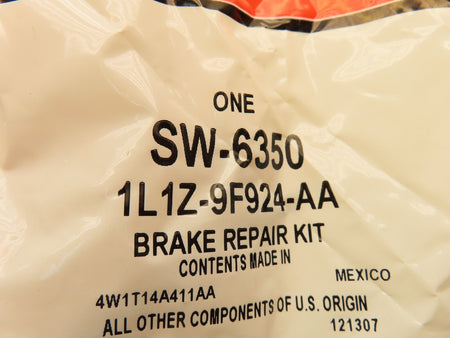 ONE
SW-6350
1L1Z-9F924-AA
BRAKE REPAIR KIT
CONTENTS MADE IN
MEXICO
4W1T14A411AA
ALL OTHER COMPONENTS OF U.S. ORIGIN
121307